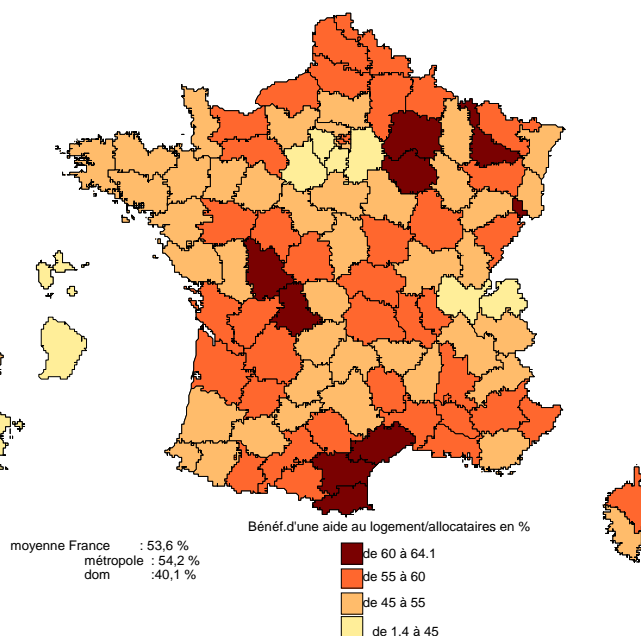 Bénéf.d'une aide au logement/allocataires en %
moyenne France : 53,6 %
métropole : 54,2 %
dom :40,1 %
de 60 à 64.1
de 55 à 60
de 45 à 55
de 1.4 à 45